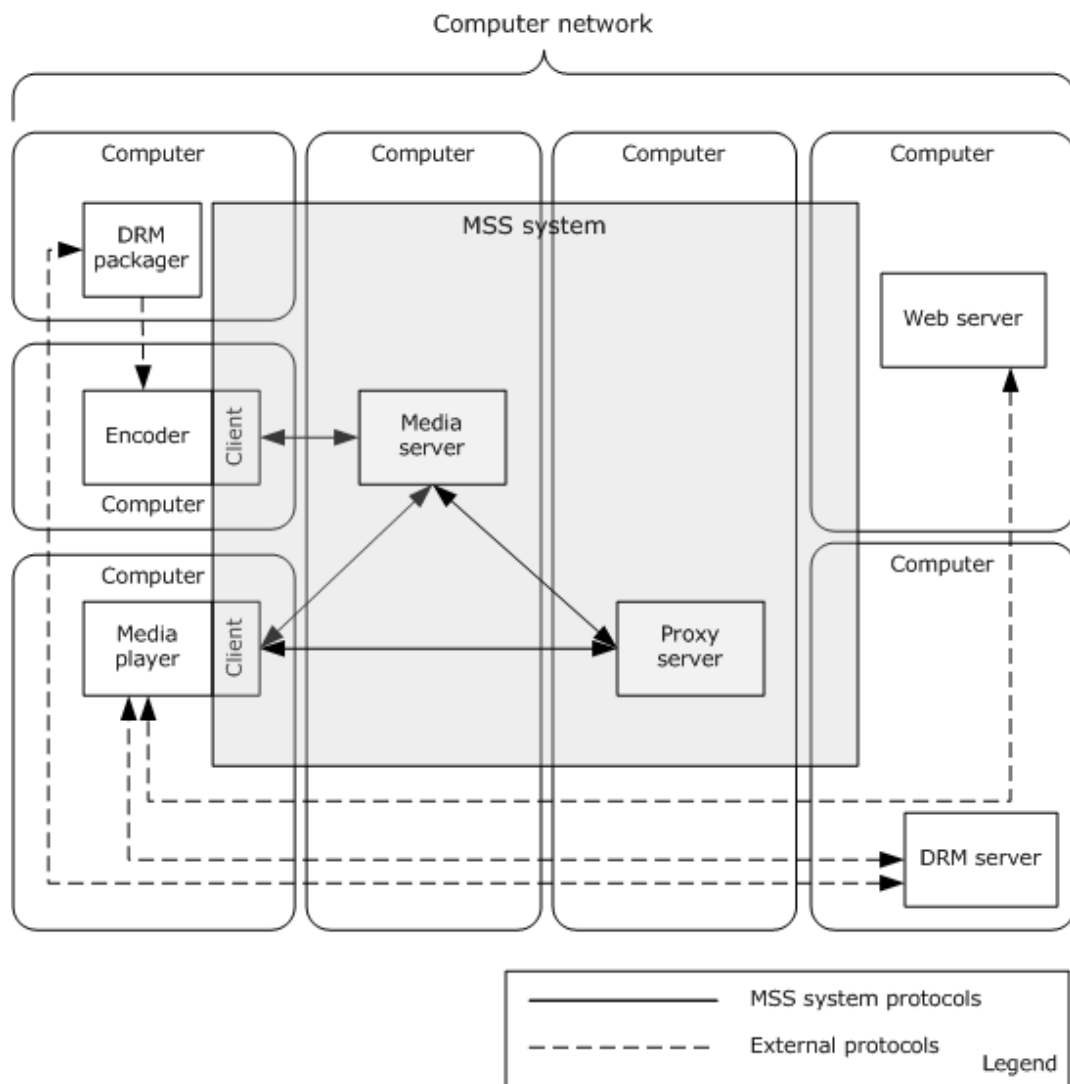 Computer network
Computer
Computer
Computer
Computer
MSS system
DRM
packager
Web server
Encoder
Client
Media
server
Computer
Computer
Computer
Media
player
Client
Proxy
server
DRM server
MSS system protocols
External protocols
Legend